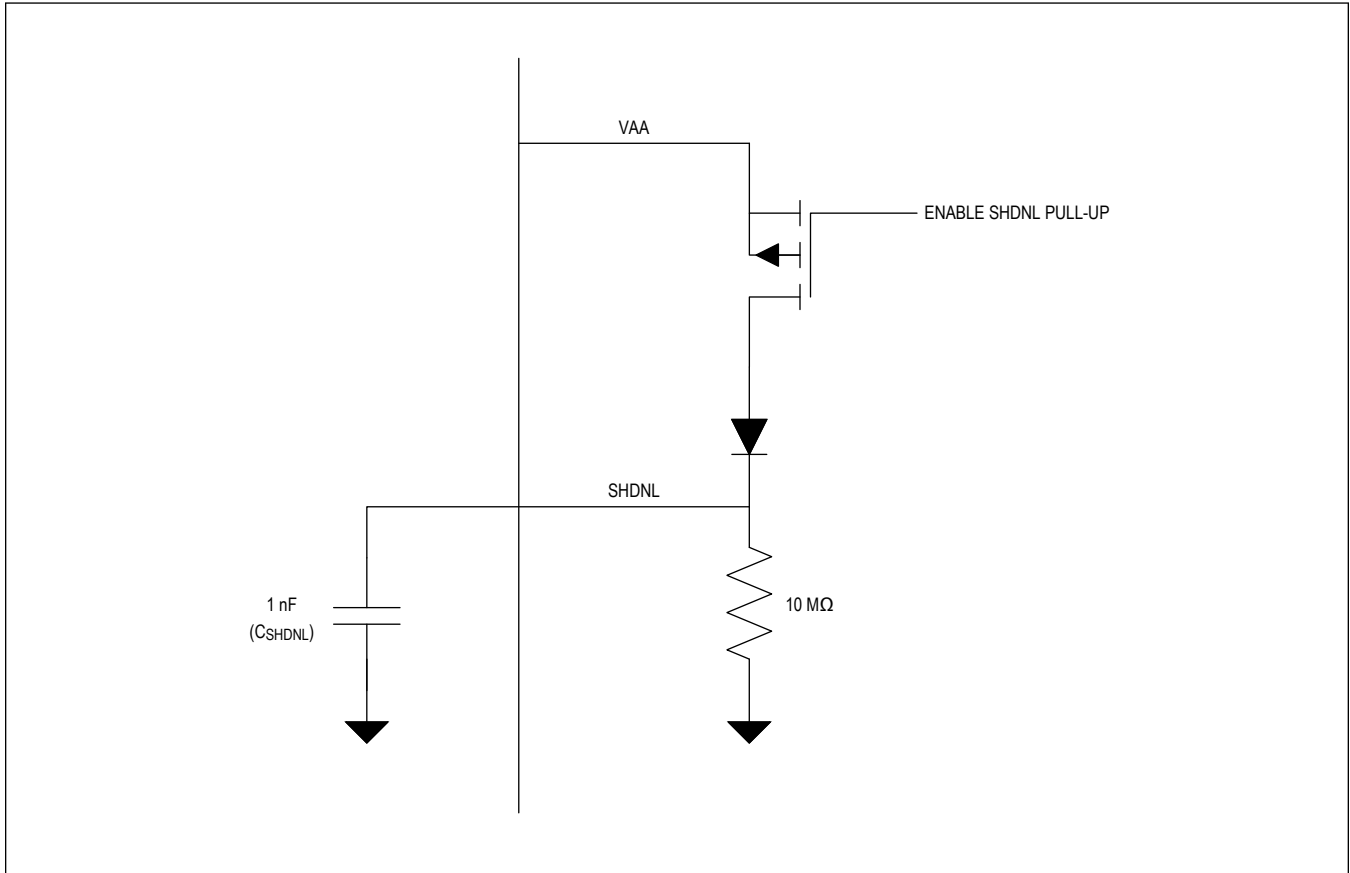 VAA
ENABLE SHDNL PULL-UP
SHDNL
1 nF
(CSHDNL)
10 MΩ